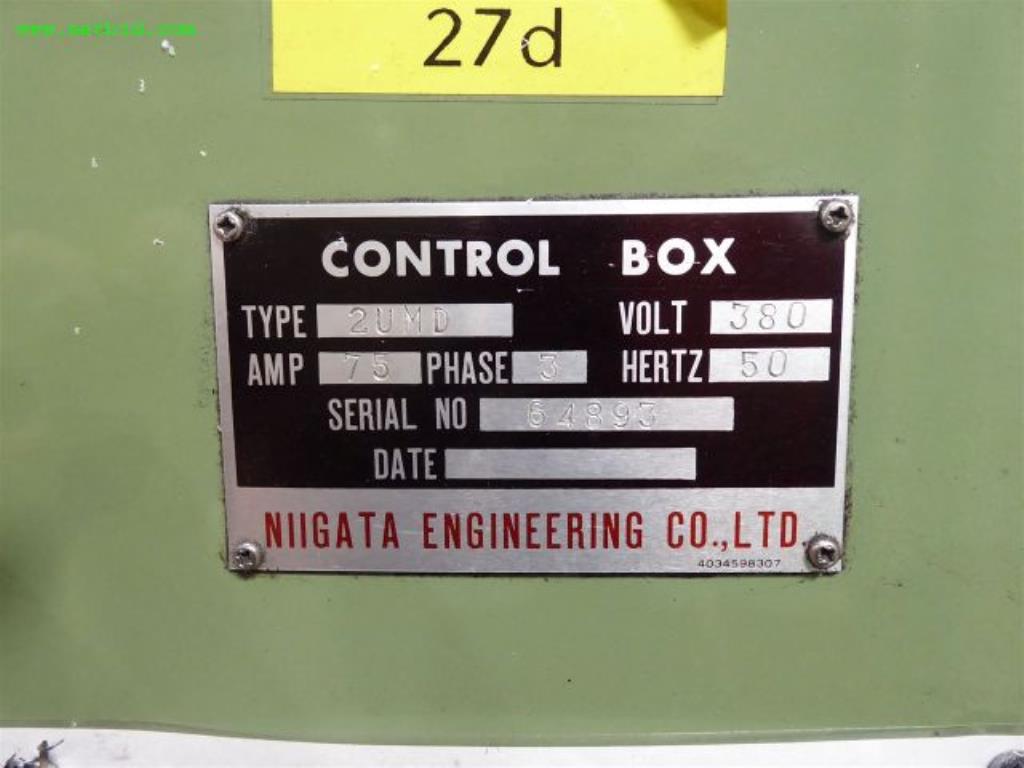 27d
CONTROL BOX
TYPE 2UMD VOLT 380
AMP 75 PHASE 3 HERTZ 50
SERIAL NO 64893
DATE
NIIGATA ENGINEERING CO.,LTD.
4034598307